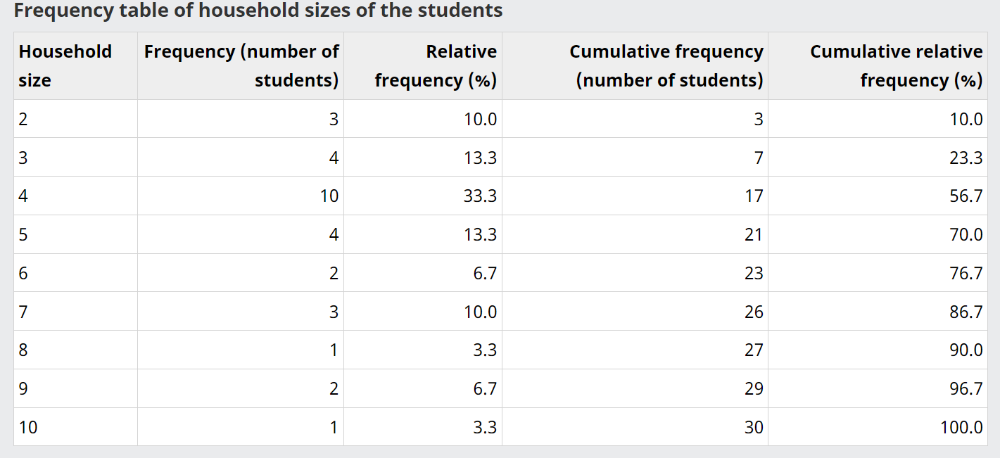 Frequency table of household sizes of the students
Household size Frequency (number of students) Relative frequency (%) Cumulative frequency (number of students) Cumulative relative frequency (%)
2 3 10.0 3 10.0
3 4 13.3 7 23.3
4 10 33.3 17 56.7
5 4 13.3 21 70.0
6 2 6.7 23 76.7
7 3 10.0 26 86.7
8 1 3.3 27 90.0
9 2 6.7 29 96.7
10 1 3.3 30 100.0